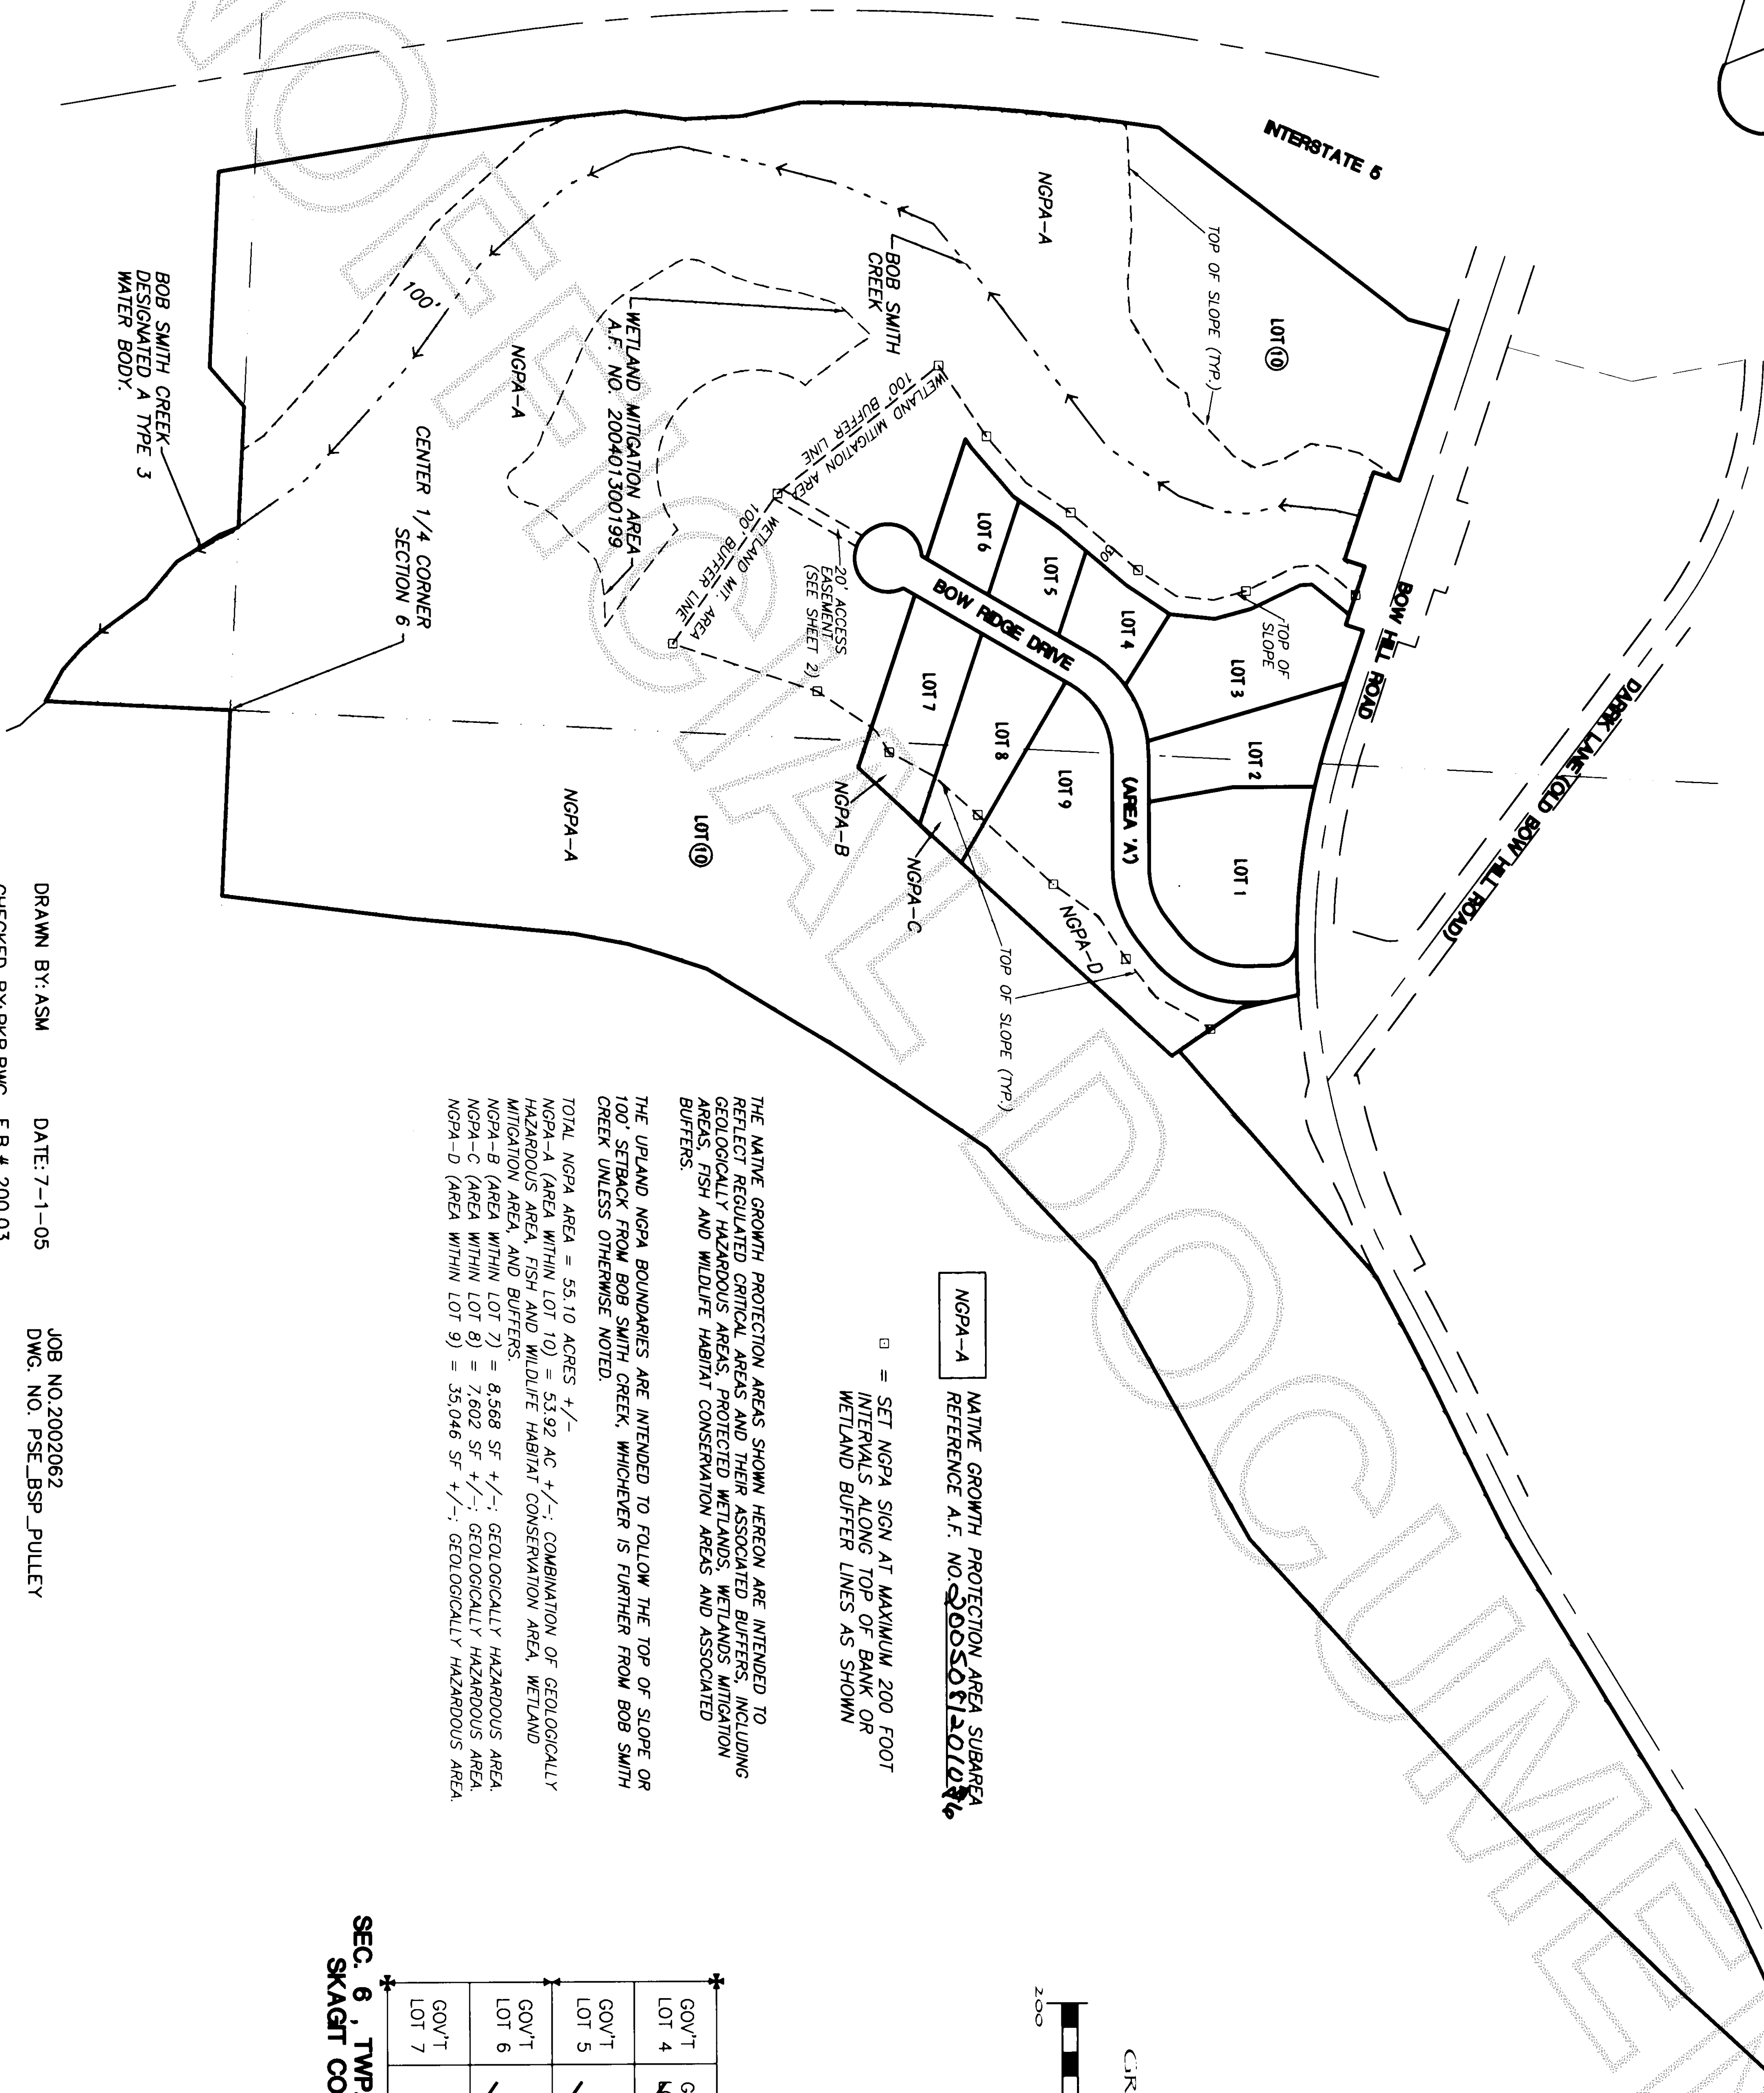 INTERSTATE 5
NGPA-A
TOP OF SLOPE (TYP.)
LOT 10
BOW HILL ROAD
DARRK LANE (OLD BOW HILL ROAD)
BOB SMITH
CREEK
WETLAND MITIGATION AREA
100' BUFFER LINE
WETLAND MITIGATION AREA
A.F. NO. 200401300199
WETLAND MIT. AREA
100' BUFFER LINE
20' ACCESS
EASEMENT
(SEE SHEET 2)
50'
TOP OF
SLOPE
LOT 6
LOT 5
LOT 4
LOT 3
LOT 2
LOT 1
LOT 7
LOT 8
LOT 9
BOW RIDGE DRIVE
(AREA 'A')
NGPA-B
NGPA-C
NGPA-D
TOP OF SLOPE (TYP.)
100'
NGPA-A
BOB SMITH CREEK
DESIGNATED A TYPE 3
WATER BODY.
CENTER 1/4 CORNER
SECTION 6
NGPA-A
LOT 10
NGPA-A
NATIVE GROWTH PROTECTION AREA SUBAREA
REFERENCE A.F. NO.
= SET NGPA SIGN AT MAXIMUM 200 FOOT
INTERVALS ALONG TOP OF BANK OR
WETLAND BUFFER LINES AS SHOWN
THE NATIVE GROWTH PROTECTION AREAS SHOWN HEREON ARE INTENDED TO
REFLECT REGULATED CRITICAL AREAS AND THEIR ASSOCIATED BUFFERS, INCLUDING
GEOLOGICALLY HAZARDOUS AREAS, PROTECTED WETLANDS, WETLANDS MITIGATION
AREAS, FISH AND WILDLIFE HABITAT CONSERVATION AREAS AND ASSOCIATED
BUFFERS.
THE UPLAND NGPA BOUNDARIES ARE INTENDED TO FOLLOW THE TOP OF SLOPE OR
100' SETBACK FROM BOB SMITH CREEK, WHICHEVER IS FURTHER FROM BOB SMITH
CREEK UNLESS OTHERWISE NOTED.
TOTAL NGPA AREA = 55.10 ACRES +/-
NGPA-A (AREA WITHIN LOT 10) = 53.92 AC +/-; COMBINATION OF GEOLOGICALLY
HAZARDOUS AREA, FISH AND WILDLIFE HABITAT CONSERVATION AREA, WETLAND
MITIGATION AREA, AND BUFFERS.
NGPA-B (AREA WITHIN LOT 7) = 8,568 SF +/-; GEOLOGICALLY HAZARDOUS AREA.
NGPA-C (AREA WITHIN LOT 8) = 7,602 SF +/-; GEOLOGICALLY HAZARDOUS AREA.
NGPA-D (AREA WITHIN LOT 9) = 35,046 SF +/-; GEOLOGICALLY HAZARDOUS AREA.
200
GR
GOV'T
LOT 4
GOV'T
LOT 5
GOV'T
LOT 6
GOV'T
LOT 7
SEC. 6 , TWP.
SKAGIT CO
DRAWN BY: ASM
DATE: 7-1-05
JOB NO.2002062
DWG. NO. PSE_BSP_PULLEY
UNOFFICIAL DOCUMENT